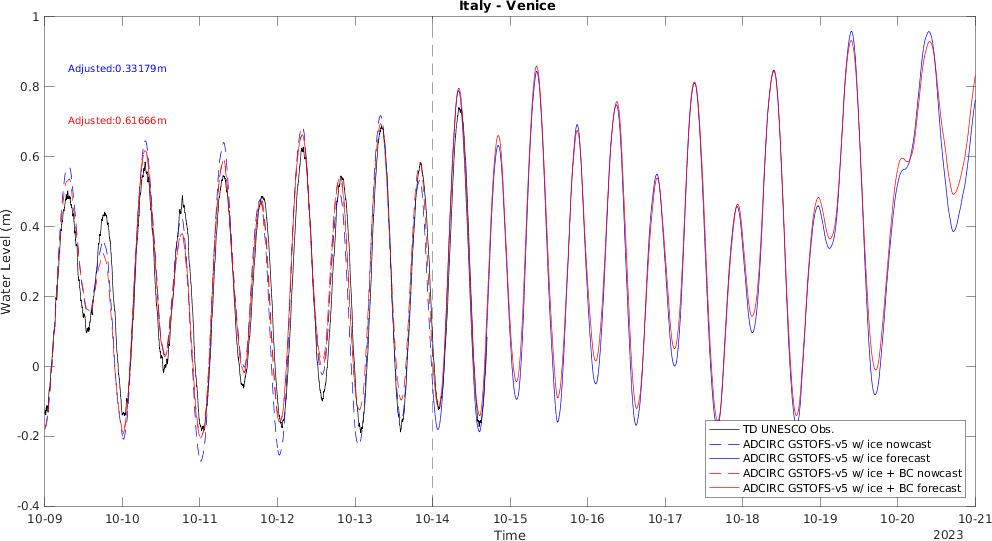 Italy - Venice
Adjusted:0.33179m
Adjusted:0.61666m
Water Level (m)
1
0.8
0.6
0.4
0.2
0
-0.2
-0.4
TD UNESCO Obs.
ADCIRC GSTOFS-v5 w/ ice nowcast
ADCIRC GSTOFS-v5 w/ ice forecast
ADCIRC GSTOFS-v5 w/ ice + BC nowcast
ADCIRC GSTOFS-v5 w/ ice + BC forecast
10-09 10-10 10-11 10-12 10-13 10-14 10-15 10-16 10-17 10-18 10-19 10-20 10-21
Time
2023